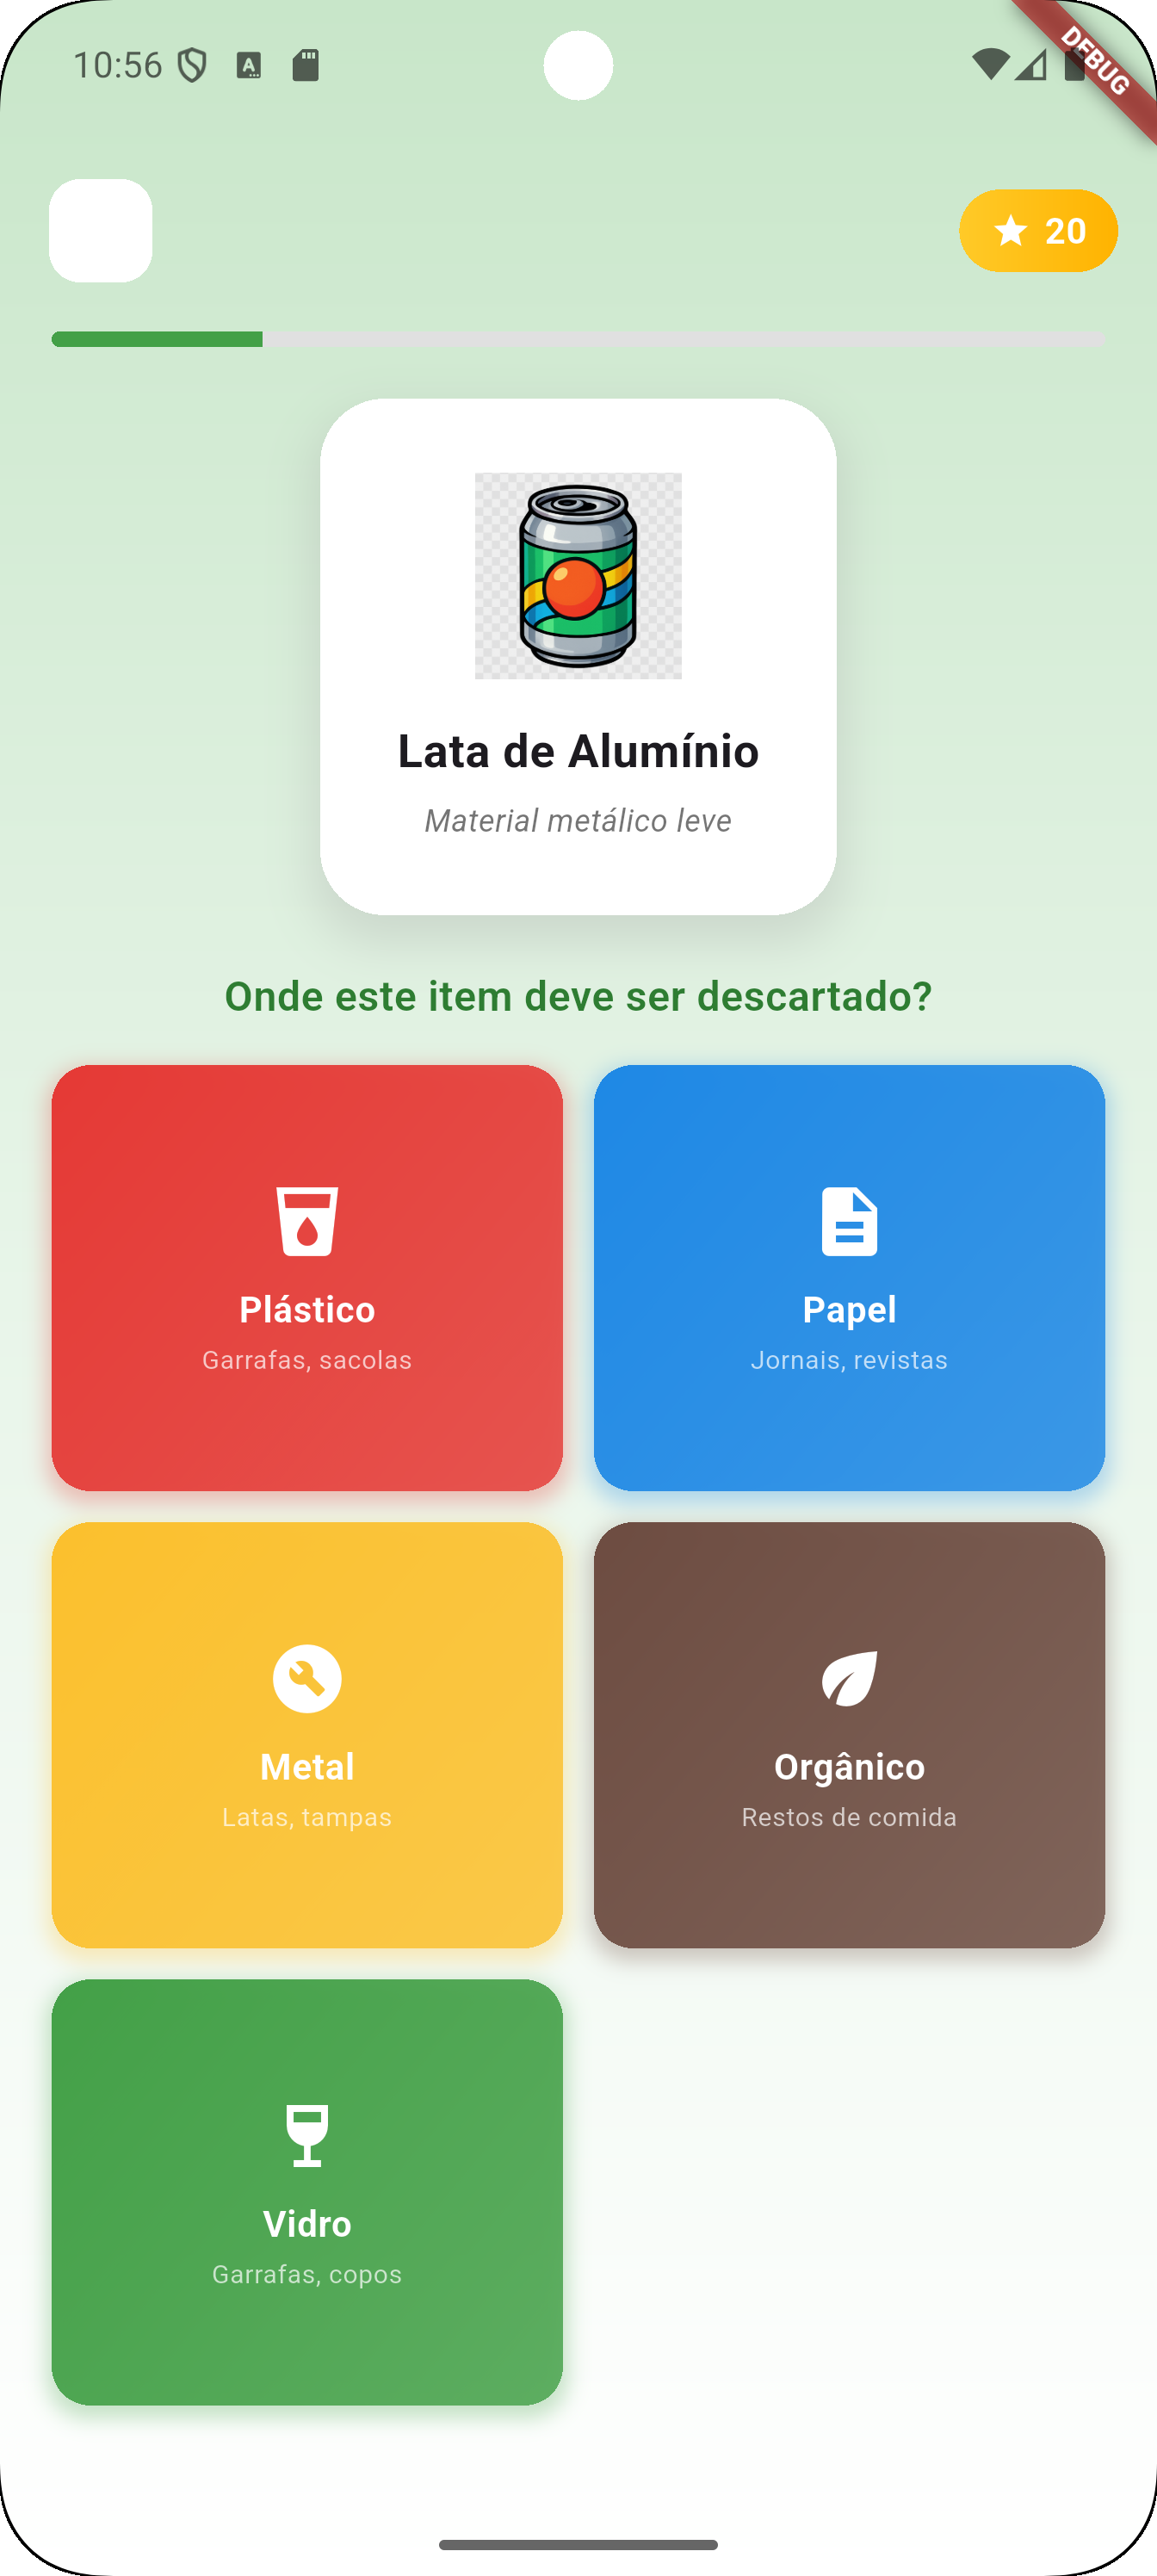 10:56
DEBUG
20
Lata de Alumínio
Material metálico leve
Onde este item deve ser descartado?
Plástico
Garrafas, sacolas
Papel
Jornais, revistas
Metal
Latas, tampas
Orgânico
Restos de comida
Vidro
Garrafas, copos